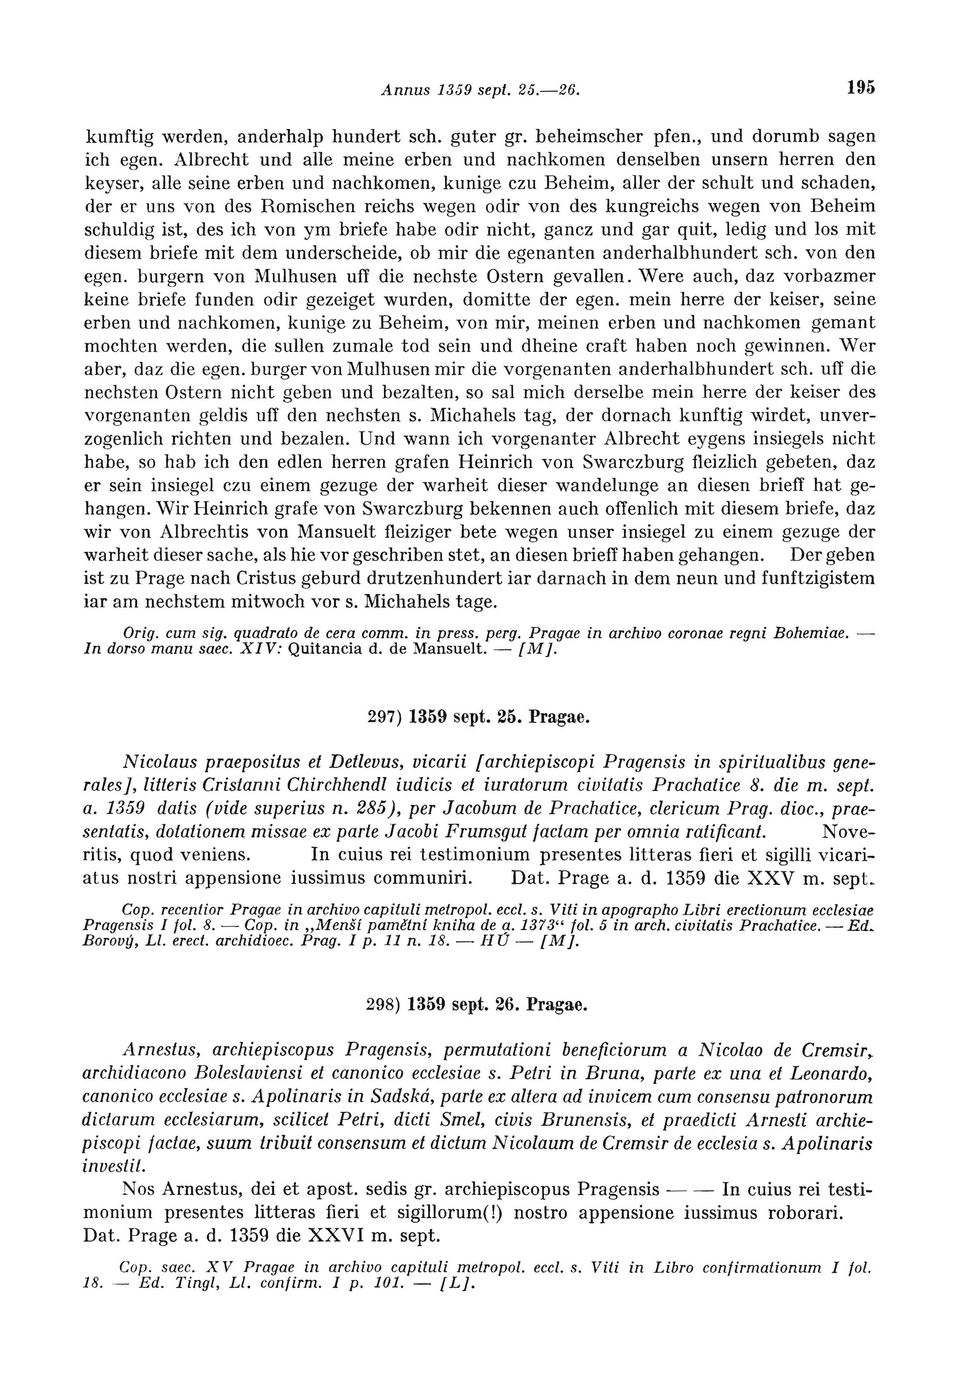 Annus 1359 sept. 25.—26. 195
kumftig werden, anderhalp hundert sch. guter gr. beheimscher pfen., und dorumb sagen
ich egen. Albrecht und alle meine erben und nachkomen denselben unsern herren den
keyser, alle seine erben und nachkomen, kunige czu Beheim, aller der schult und schaden,
der er uns von des Romischen reichs wegen odir von des kungreichs wegen von Beheim
schuldig ist, des ich von ym briefe habe odir nicht, gancz und gar quit, ledig und los mit
diesem briefe mit dem underscheide, ob mir die egenanten anderhalbhundert sch. von den
egen. burgern von Mulhusen uff die nechste Ostern gevallen. Were auch, daz vorbazmer
keine briefe funden odir gezeiget wurden, domitte der egen. mein herre der keiser, seine
erben und nachkomen, kunige zu Beheim, von mir, meinen erben und nachkomen gemant
mochten werden, die sullen zumale tod sein und dheine craft haben noch gewinnen. Wer
aber, daz die egen. burger von Mulhusen mir die vorgenanten anderhalbhundert sch. uff die
nechsten Ostern nicht geben und bezalten, so sal mich derselbe mein herre der keiser des
vorgenanten geldis uff den nechsten s. Michahels tag, der dornach kunftig wirdet, unver-
zogenlich richten und bezalen. Und wann ich vorgenanter Albrecht eygens insiegels nicht
habe, so hab ich den edlen herren grafen Heinrich von Swarczburg fleizlich gebeten, daz
er sein insiegel czu einem gezuge der warheit dieser wandelunge an diesen brieff hat ge-
hangen. Wir Heinrich grafe von Swarczburg bekennen auch offenlich mit diesem briefe, daz
wir von Albrechtis von Mansuelt fleiziger bete wegen unser insiegel zu einem gezuge der
warheit dieser sache, als hie vor geschriben stet, an diesen brieff haben gehangen. Der geben
ist zu Prage nach Cristus geburd drutzenhundert iar darnach in dem neun und funftzigistem
iar am nechstem mitwoch vor s. Michahels tage.
Orig. cum sig. quadrato de cera comm. in press. perg. Pragae in archivo coronae regni Bohemiae. —
In dorso manu saec. XIV: Quitancia d. de Mansuelt. — [M].
297) 1359 sept. 25. Pragae.
Nicolaus praepositus et Detlevus, vicarii [archiepiscopi Pragensis in spiritualibus gene-
rales], litteris Cristanni Chirchhendl iudicis et iuratorum civitatis Prachatice 8. die m. sept.
a. 1359 datis (vide superius n. 285), per Jacobum de Prachatice, clericum Prag. dioc., prae-
sentatis, dotationem missae ex parte Jacobi Frumsgut factam per omnia ratificant. Nove-
ritis, quod veniens. In cuius rei testimonium presentes litteras fieri et sigilli vicari-
atus nostri appensione iussimus communiri. Dat. Prage a. d. 1359 die XXV m. sept.
Cop. recentior Pragae in archivo capituli metropol. eccl. s. Viti in apographo Libri erectionum ecclesiae
Pragensis I fol. 8. — Cop. in „Menší pamětní kniha de a. 1373“ fol. 5 in arch. civitatis Prachatice. — Ed.
Borový, Ll. erect. archidioec. Prag. I p. 11 n. 18. — HÚ — [M].
298) 1359 sept. 26. Pragae.
Arnestus, archiepiscopus Pragensis, permutationi beneficiorum a Nicolao de Cremsir,
archidiacono Boleslaviensi et canonico ecclesiae s. Petri in Bruna, parte ex una et Leonardo,
canonico ecclesiae s. Apolinaris in Sadská, parte ex altera ad invicem cum consensu patronorum
dictarum ecclesiarum, scilicet Petri, dicti Smel, civis Brunensis, et praedicti Arnesti archie-
piscopi factae, suum tribuit consensum et dictum Nicolaum de Cremsir de ecclesia s. Apolinaris
investit.
Nos Arnestus, dei et apost. sedis gr. archiepiscopus Pragensis — — In cuius rei testi-
monium presentes litteras fieri et sigillorum(!) nostro appensione iussimus roborari.
Dat. Prage a. d. 1359 die XXVI m. sept.
Cop. saec. XV Pragae in archivo capituli metropol. eccl. s. Viti in Libro confirmationum I fol.
18. — Ed. Tingl, Ll. confirm. I p. 101. — [L].